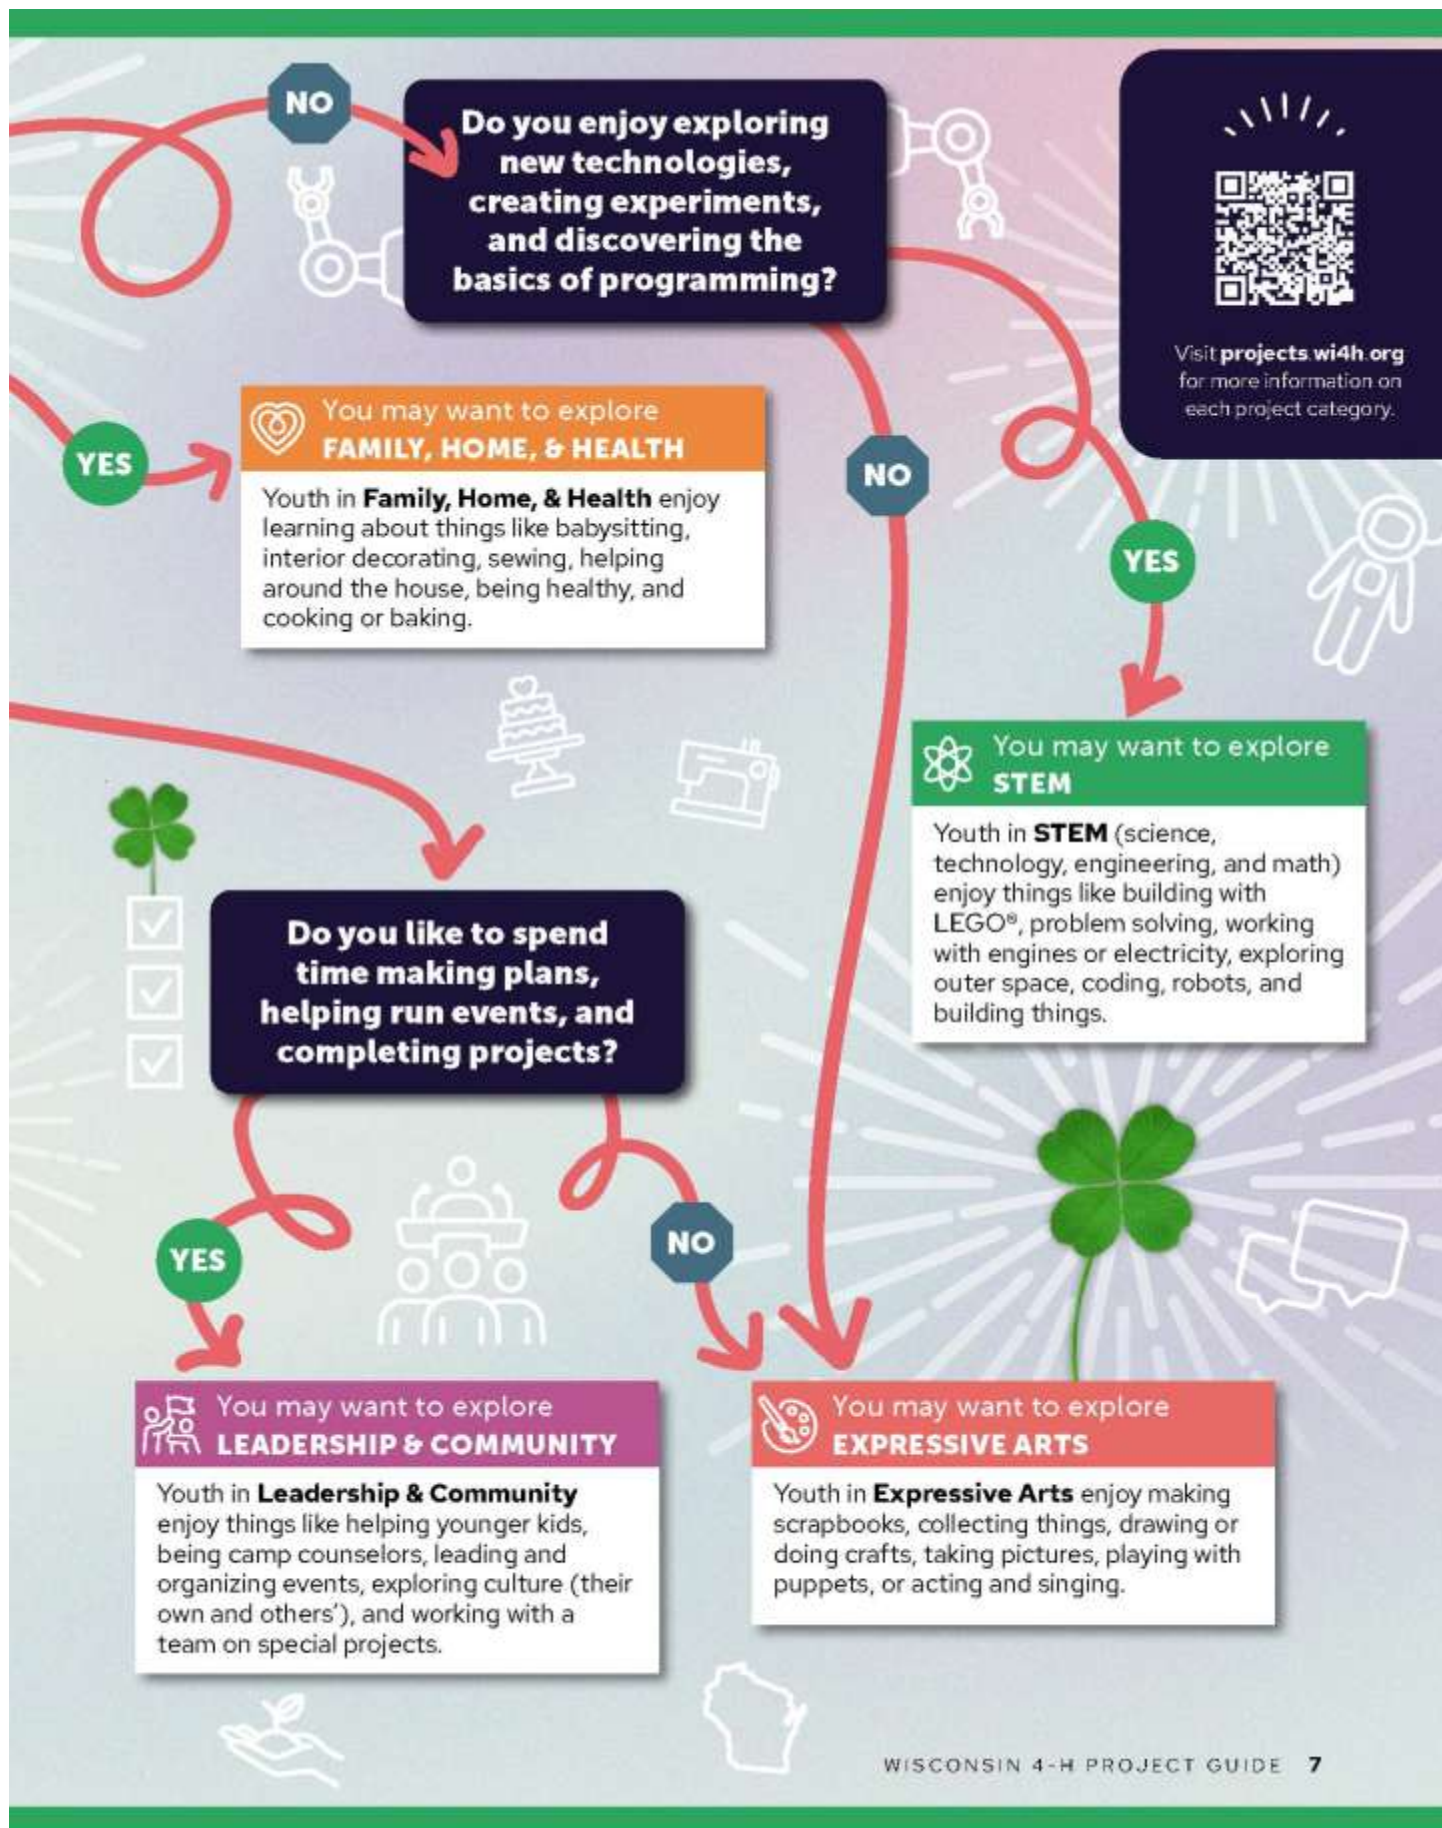 NO
Do you enjoy exploring
new technologies,
creating experiments,
and discovering the
basics of programming?
Visit projects.wi4h.org
for more information on
each project category.
YES
You may want to explore
FAMILY, HOME, & HEALTH
Youth in Family, Home, & Health enjoy
learning about things like babysitting,
interior decorating, sewing, helping
around the house, being healthy, and
cooking or baking.
NO
YES
You may want to explore
STEM
Youth in STEM (science,
technology, engineering, and math)
enjoy things like building with
LEGO®, problem solving, working
with engines or electricity, exploring
outer space, coding, robots, and
building things.
Do you like to spend
time making plans,
helping run events, and
completing projects?
YES
NO
You may want to explore
LEADERSHIP & COMMUNITY
Youth in Leadership & Community
enjoy things like helping younger kids,
being camp counselors, leading and
organizing events, exploring culture (their
own and others’), and working with a
team on special projects.
You may want to explore
EXPRESSIVE ARTS
Youth in Expressive Arts enjoy making
scrapbooks, collecting things, drawing or
doing crafts, taking pictures, playing with
puppets, or acting and singing.
WISCONSIN 4-H PROJECT GUIDE 7